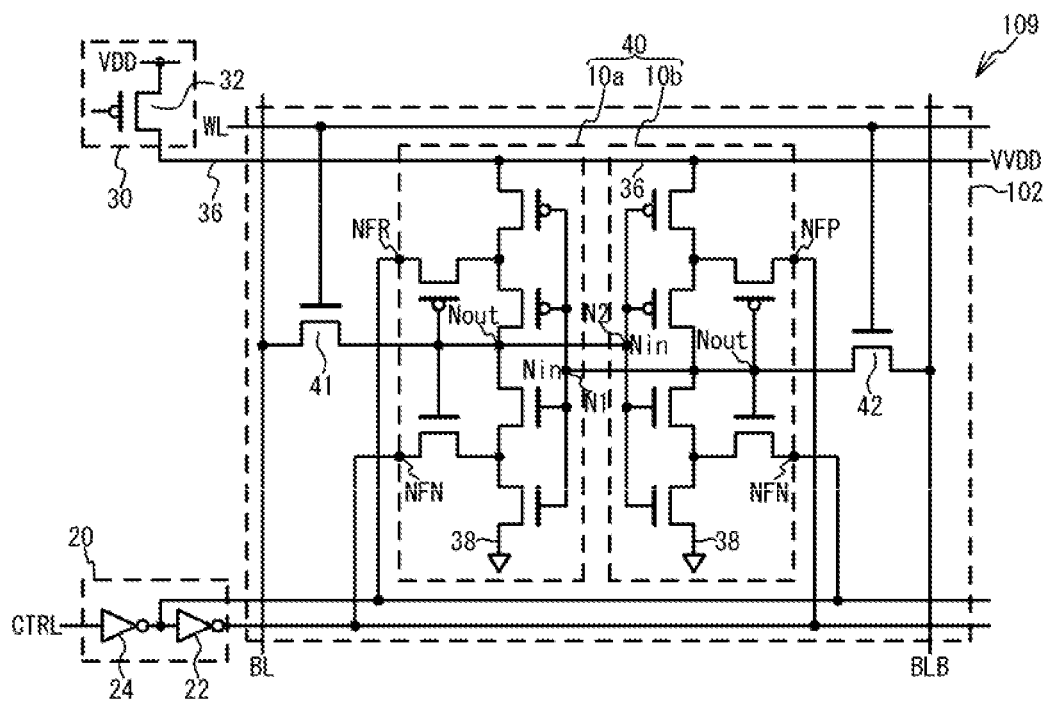 109
40
10a 10b
VDD
32
WL
30
36
36
VVDD
102
NFR
NFP
Nout
N2
Nin
Nout
Nin
N1
41
42
NFN
NFN
38
38
20
CTRL
24
22
BL
BLB